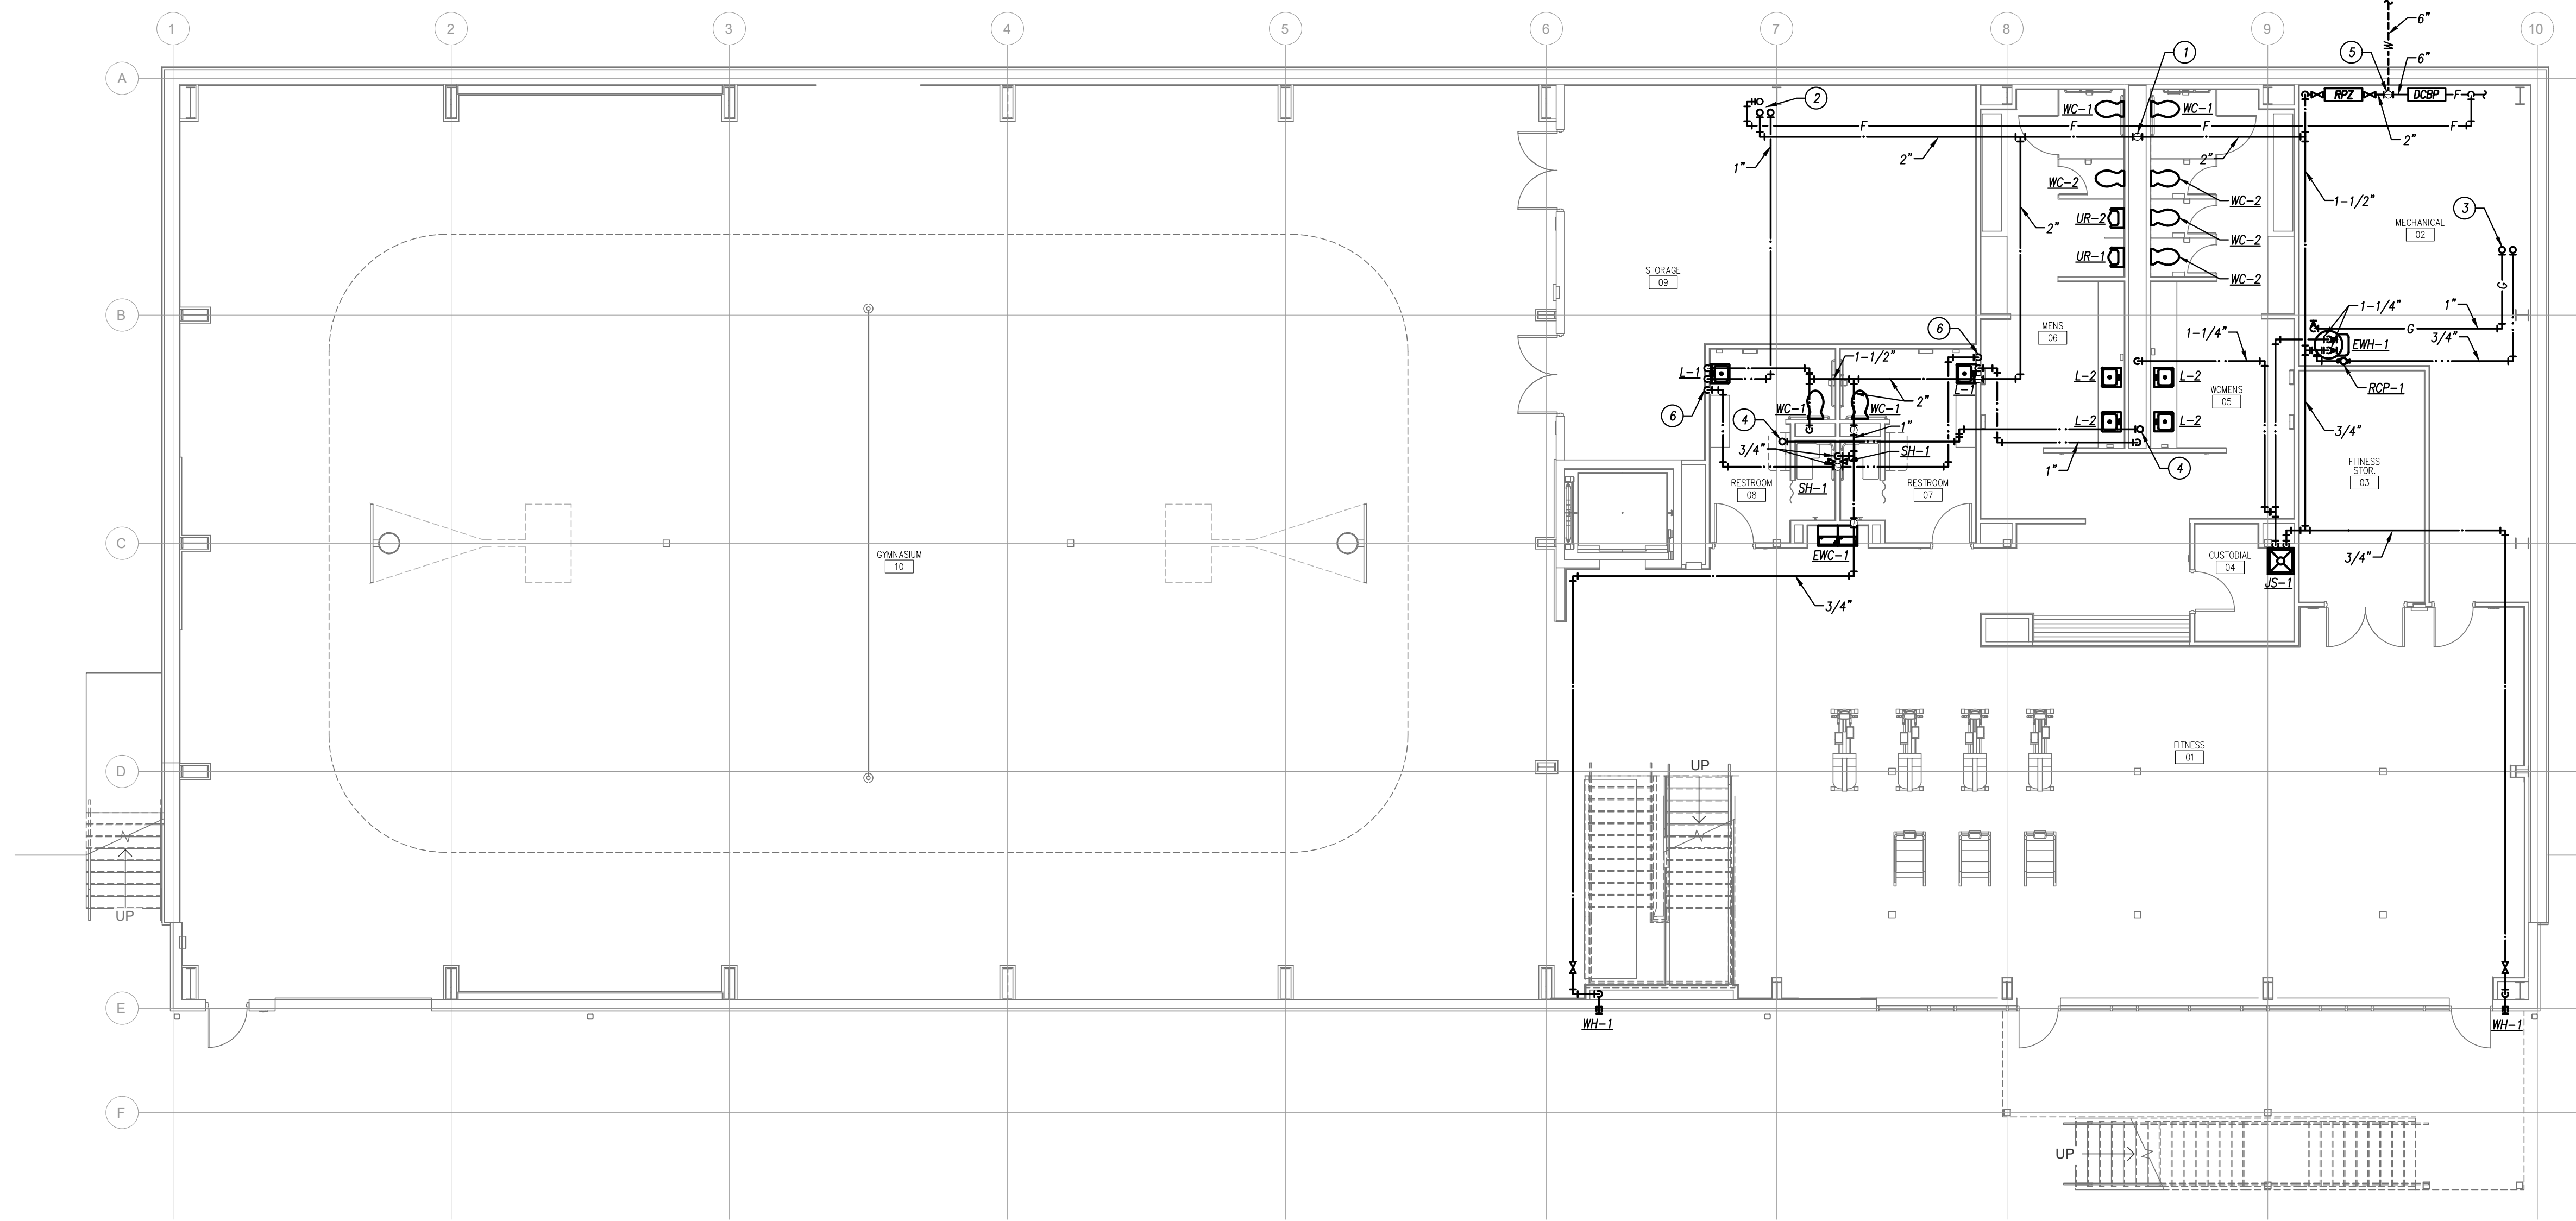 1 2 3 4 5 6 7 8 9 10
6"
5
6"
1
A
2
RPZ
DCBP
F
WC-1
WC-1
F F F F
2"
1"
2"
2"
WC-2
WC-2
1-1/2"
3
UR-2
2"
WC-2
MECHANICAL
02
UR-1
WC-2
STORAGE
09
G
B
1-1/4"
1"
MENS
06
6
1-1/4"
G
3/4"
EWH-1
1-1/2"
L-1
L-1
L-2
L-2
WOMENS
05
RCP-1
2"
6
WC-1
WC-1
4
1"
L-2
L-2
3/4"
3/4"
SH-1
1"
4
FITNESS
STOR.
03
RESTROOM
08
SH-1
RESTROOM
07
C
GYMNASIUM
10
EWC-1
CUSTODIAL
04
3/4"
JS-1
3/4"
FITNESS
01
D
UP
UP
E
WH-1
WH-1
F
UP